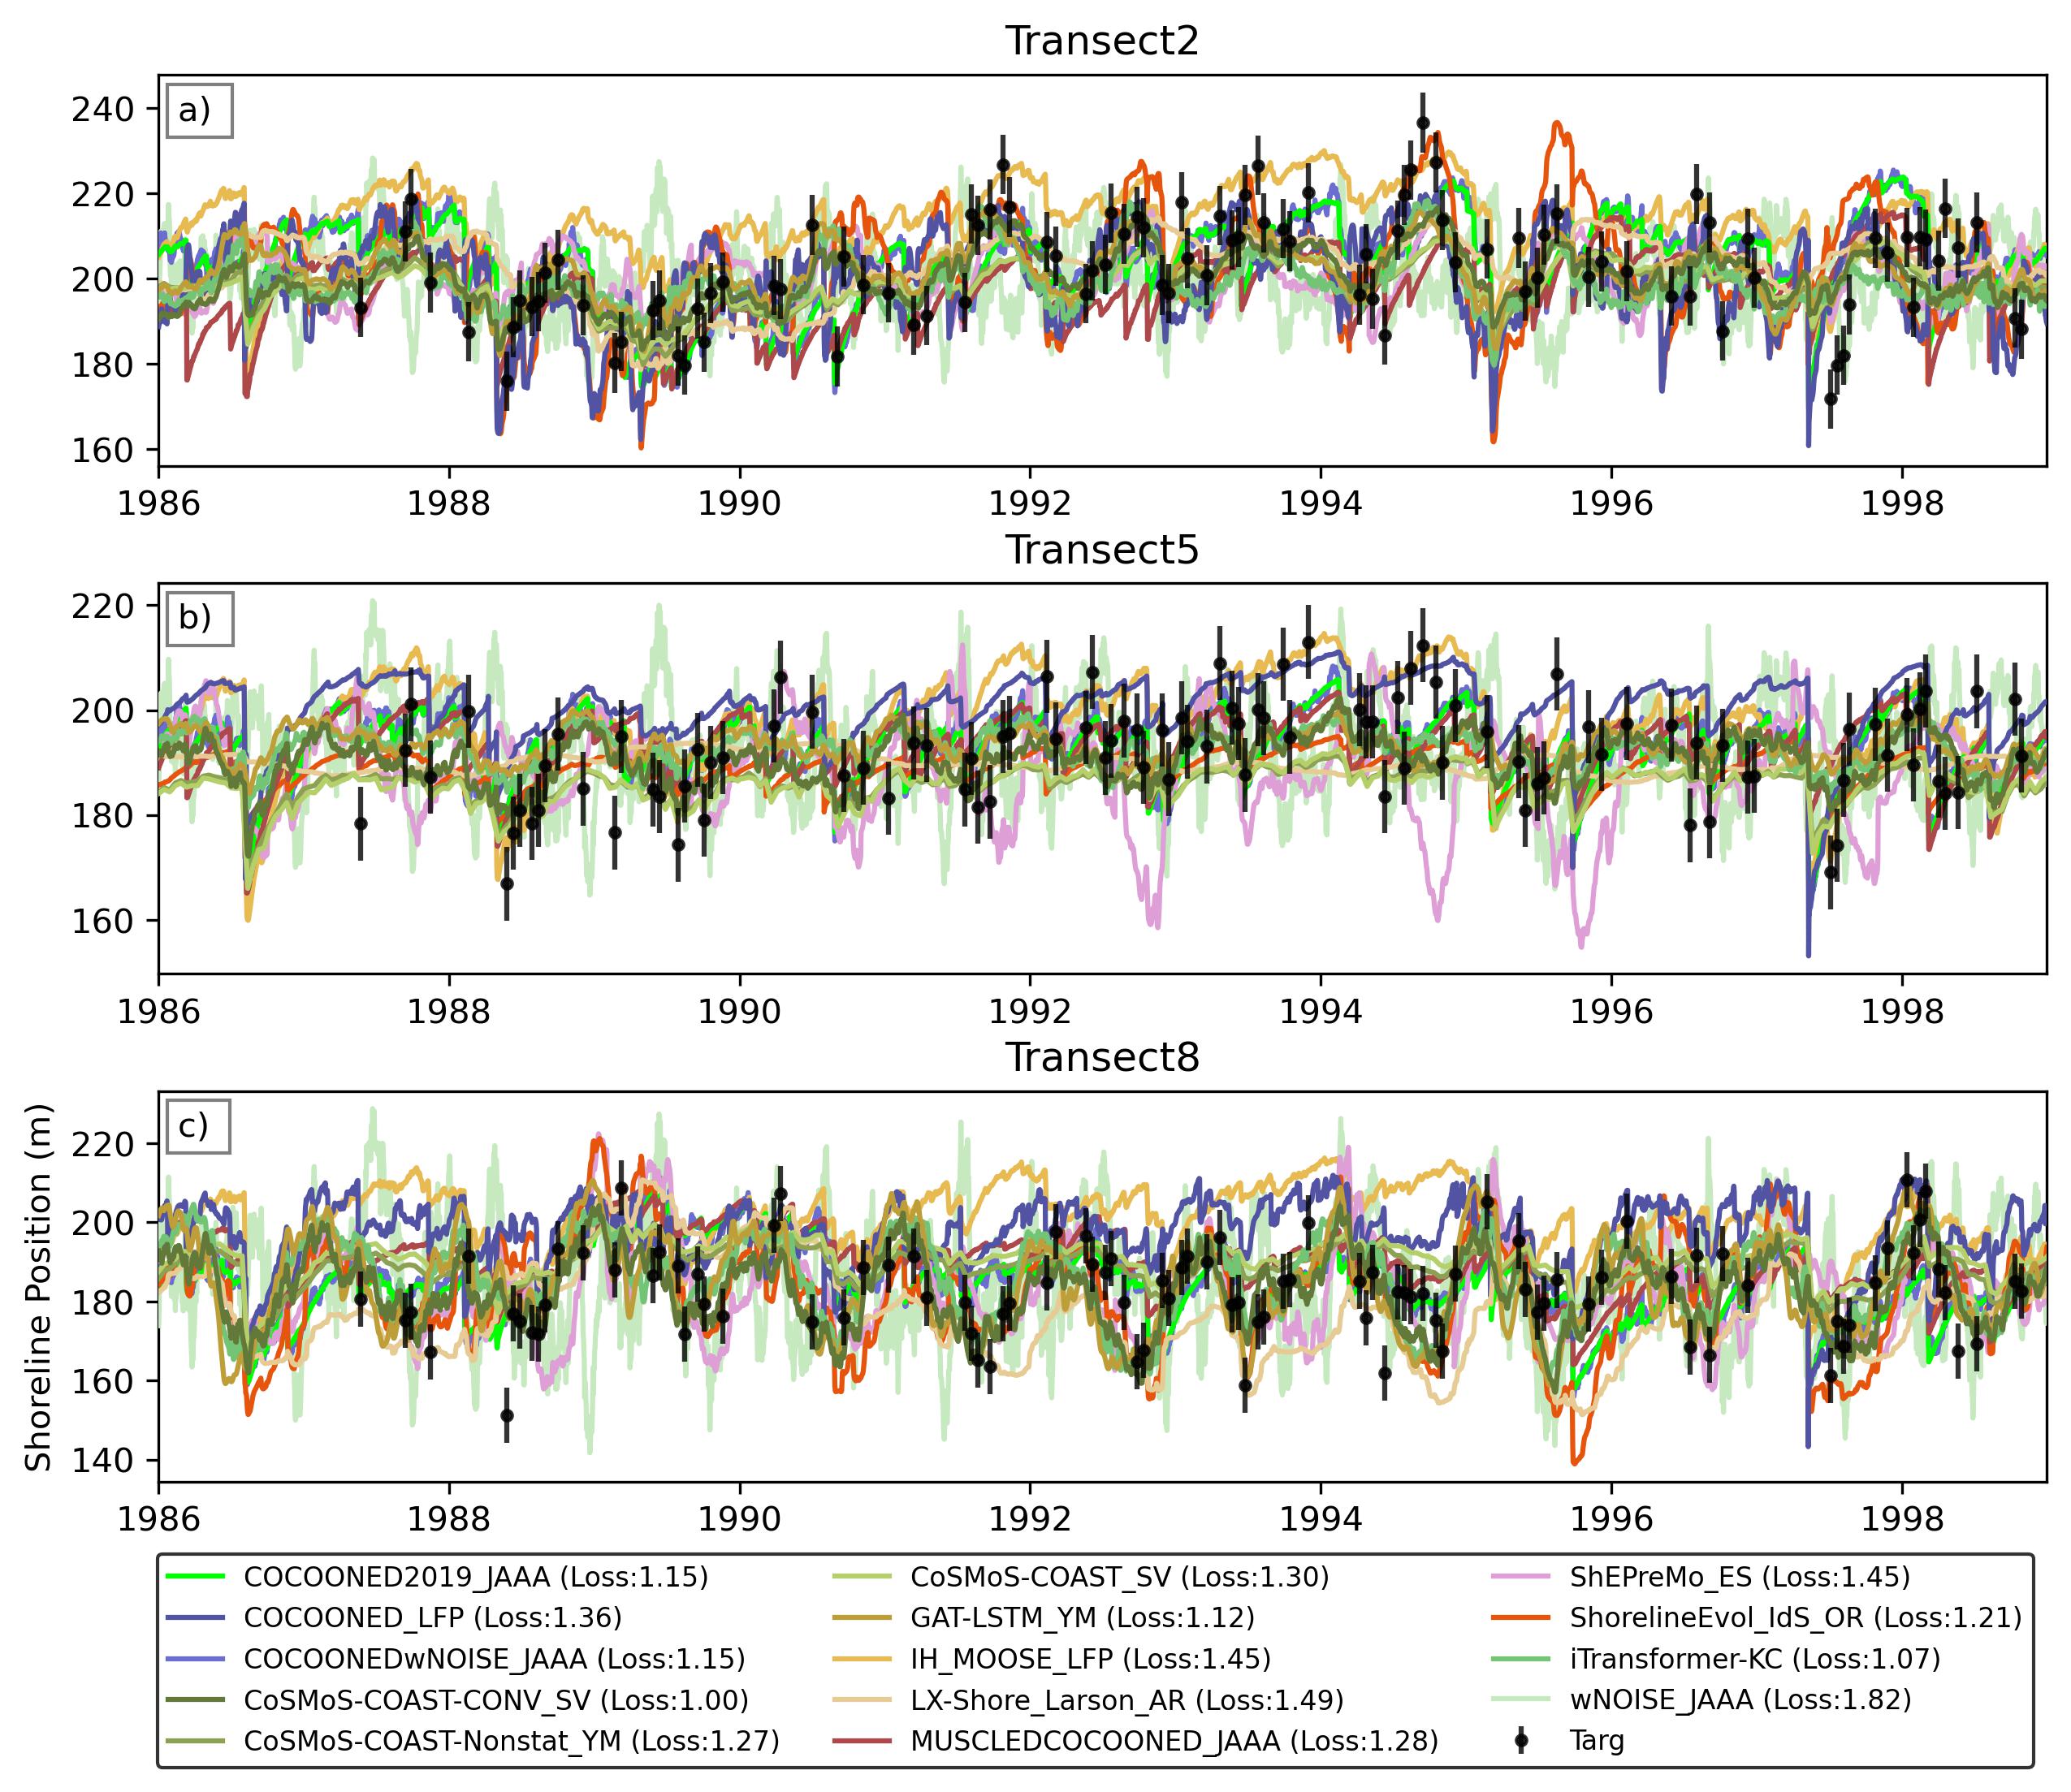 Transect2
a)
240
220
200
180
160
1986 1988 1990 1992 1994 1996 1998
Transect5
b)
220
200
180
160
1986 1988 1990 1992 1994 1996 1998
Transect8
c)
Shoreline Position (m)
220
200
180
160
140
1986 1988 1990 1992 1994 1996 1998
COCOONED2019_JAAA (Loss:1.15)
COCOONED_LFP (Loss:1.36)
COCOONEDwNOISE_JAAA (Loss:1.15)
CoSMoS-COAST-CONV_SV (Loss:1.00)
CoSMoS-COAST-Nonstat_YM (Loss:1.27)
CoSMoS-COAST_SV (Loss:1.30)
GAT-LSTM_YM (Loss:1.12)
IH_MOOSE_LFP (Loss:1.45)
LX-Shore_Larson_AR (Loss:1.49)
MUSCLEDCOCOONED_JAAA (Loss:1.28)
ShEPreMo_ES (Loss:1.45)
ShorelineEvol_IdS_OR (Loss:1.21)
iTransformer-KC (Loss:1.07)
wNOISE_JAAA (Loss:1.82)
Targ